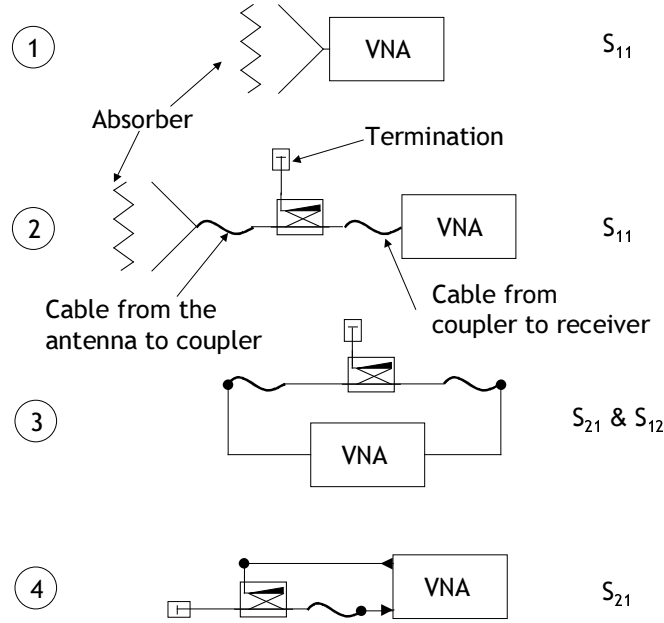 1
VNA
S₁₁
Absorber
Termination
2
VNA
S₁₁
Cable from the
antenna to coupler
Cable from
coupler to receiver
3
VNA
S₂₁ & S₁₂
4
VNA
S₂₁